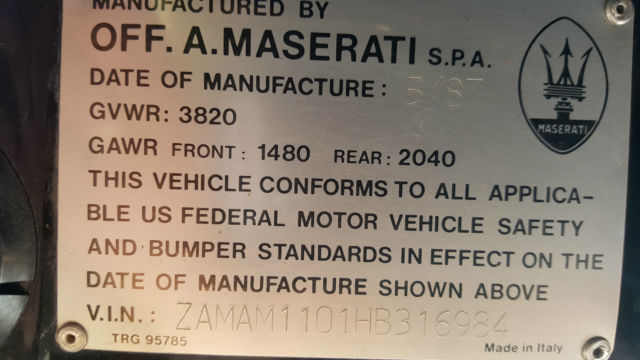 MANUFACTURED BY
OFF. A. MASERATI S.P.A.
DATE OF MANUFACTURE: 5/87
GVWR: 3820
GAWR FRONT: 1480 REAR: 2040
THIS VEHICLE CONFORMS TO ALL APPLICA-
BLE US FEDERAL MOTOR VEHICLE SAFETY
AND BUMPER STANDARDS IN EFFECT ON THE
DATE OF MANUFACTURE SHOWN ABOVE
V.I.N.: ZAMAM1101HB316984
TRG 95785
Made in Italy
MASERATI